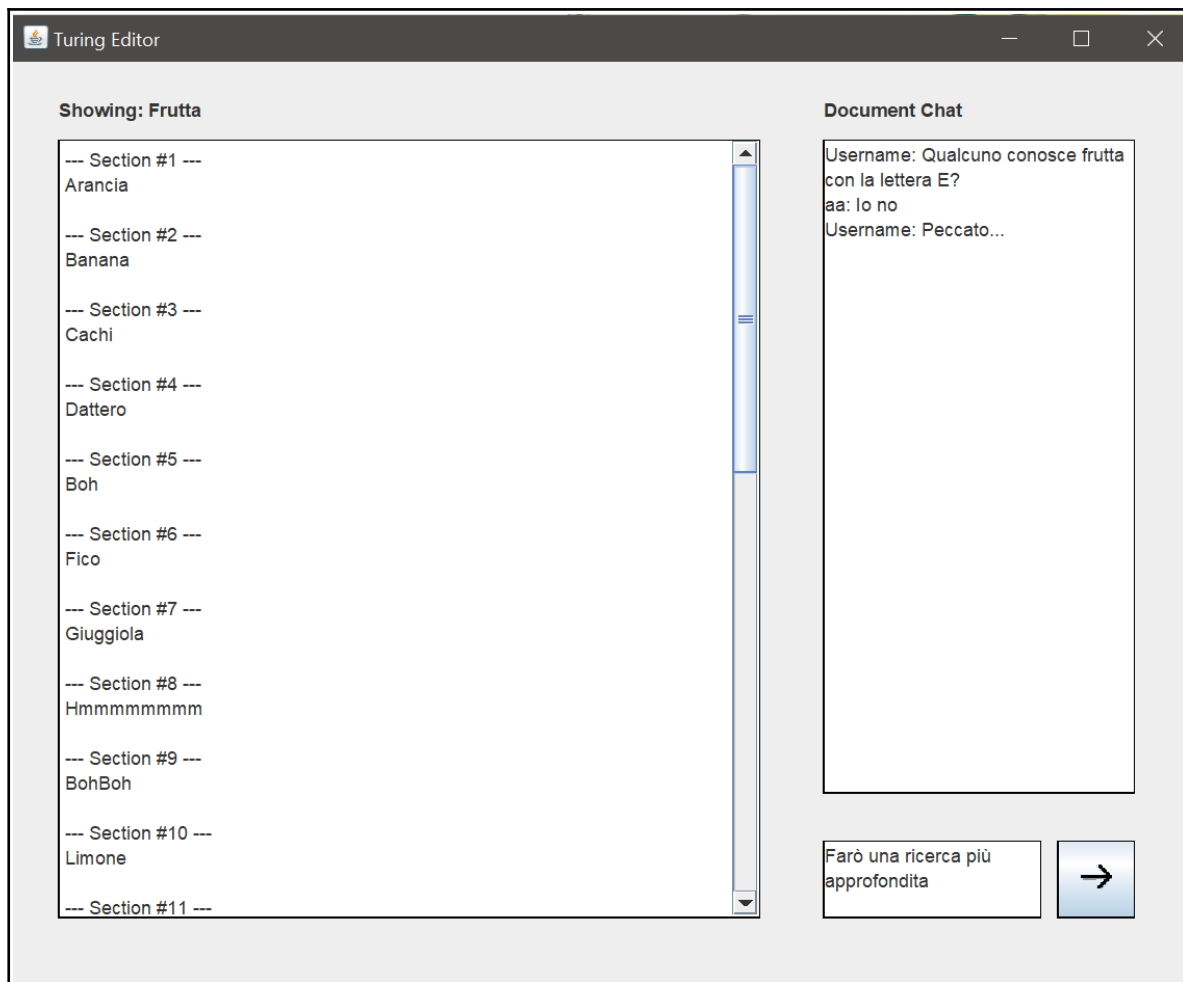 Turing Editor
Showing: Frutta
--- Section #1 ---
Arancia
--- Section #2 ---
Banana
--- Section #3 ---
Cachi
--- Section #4 ---
Dattero
--- Section #5 ---
Boh
--- Section #6 ---
Fico
--- Section #7 ---
Giuggiola
--- Section #8 ---
Hmmmmmmmm
--- Section #9 ---
BohBoh
--- Section #10 ---
Limone
--- Section #11 ---
Document Chat
Username: Qualcuno conosce frutta
con la lettera E?
aa: Io no
Username: Peccato...
Farò una ricerca più
approfondita